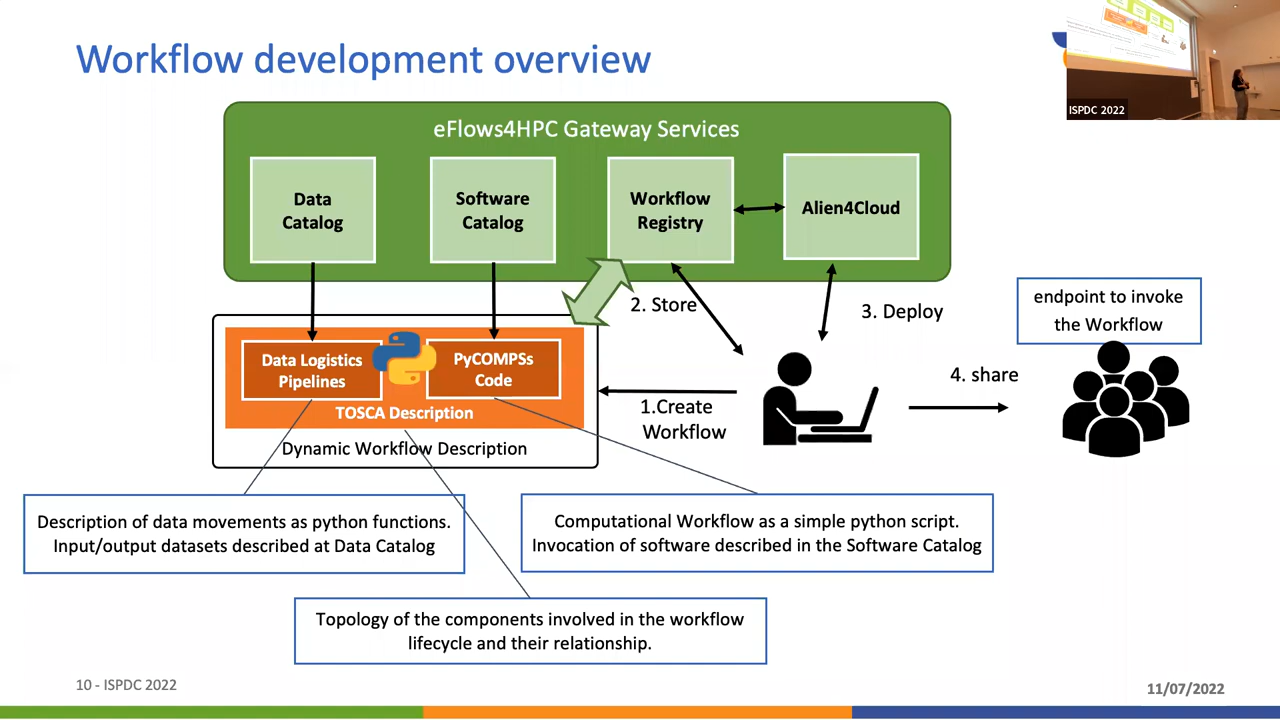 Workflow development overview
ISPDC 2022
eFlows4HPC Gateway Services
Data
Catalog
Software
Catalog
Workflow
Registry
Alien4Cloud
2. Store
3. Deploy
endpoint to invoke
the Workflow
Data Logistics
Pipelines
PyCOMPSs
Code
TOSCA Description
Dynamic Workflow Description
1.Create
Workflow
4. share
Description of data movements as python functions.
Input/output datasets described at Data Catalog
Computational Workflow as a simple python script.
Invocation of software described in the Software Catalog
Topology of the components involved in the workflow
lifecycle and their relationship.
10 - ISPDC 2022
11/07/2022